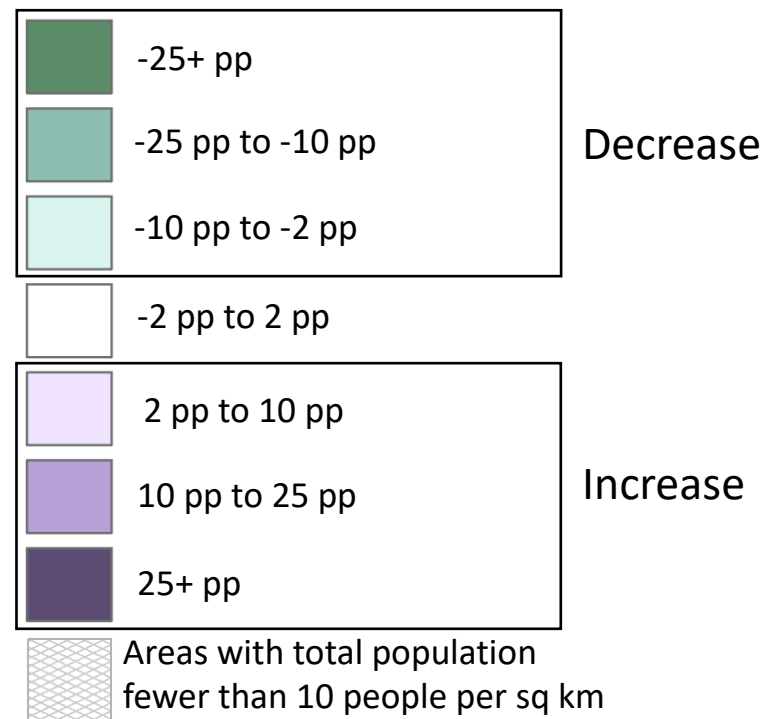 -25+ pp
-25 pp to -10 pp
Decrease
-10 pp to -2 pp
-2 pp to 2 pp
2 pp to 10 pp
10 pp to 25 pp
Increase
25+ pp
Areas with total population
fewer than 10 people per sq km